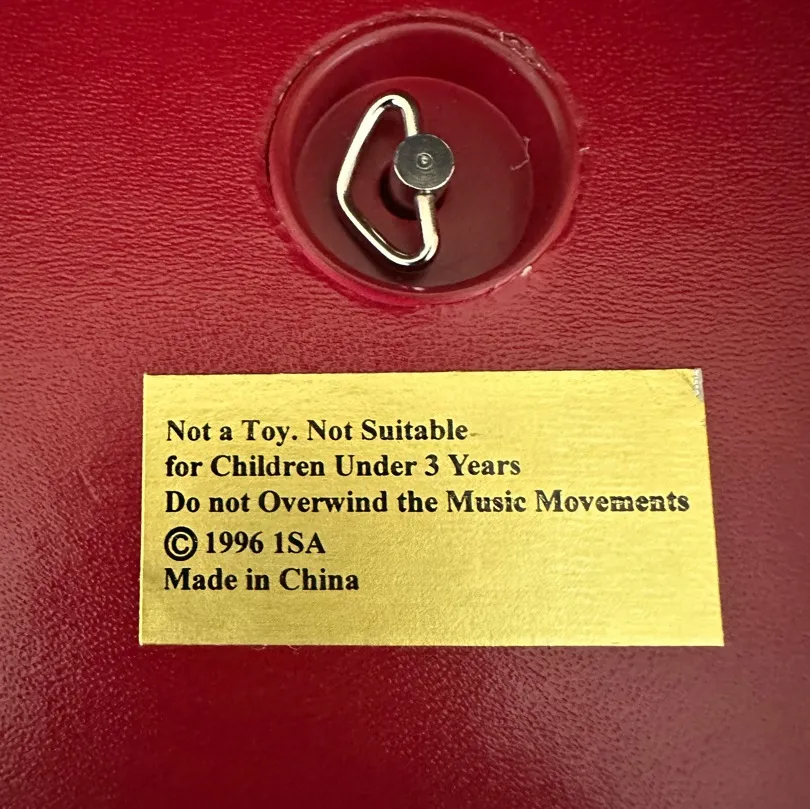 Not a Toy. Not Suitable
for Children Under 3 Years
Do not Overwind the Music Movements
© 1996 1SA
Made in China